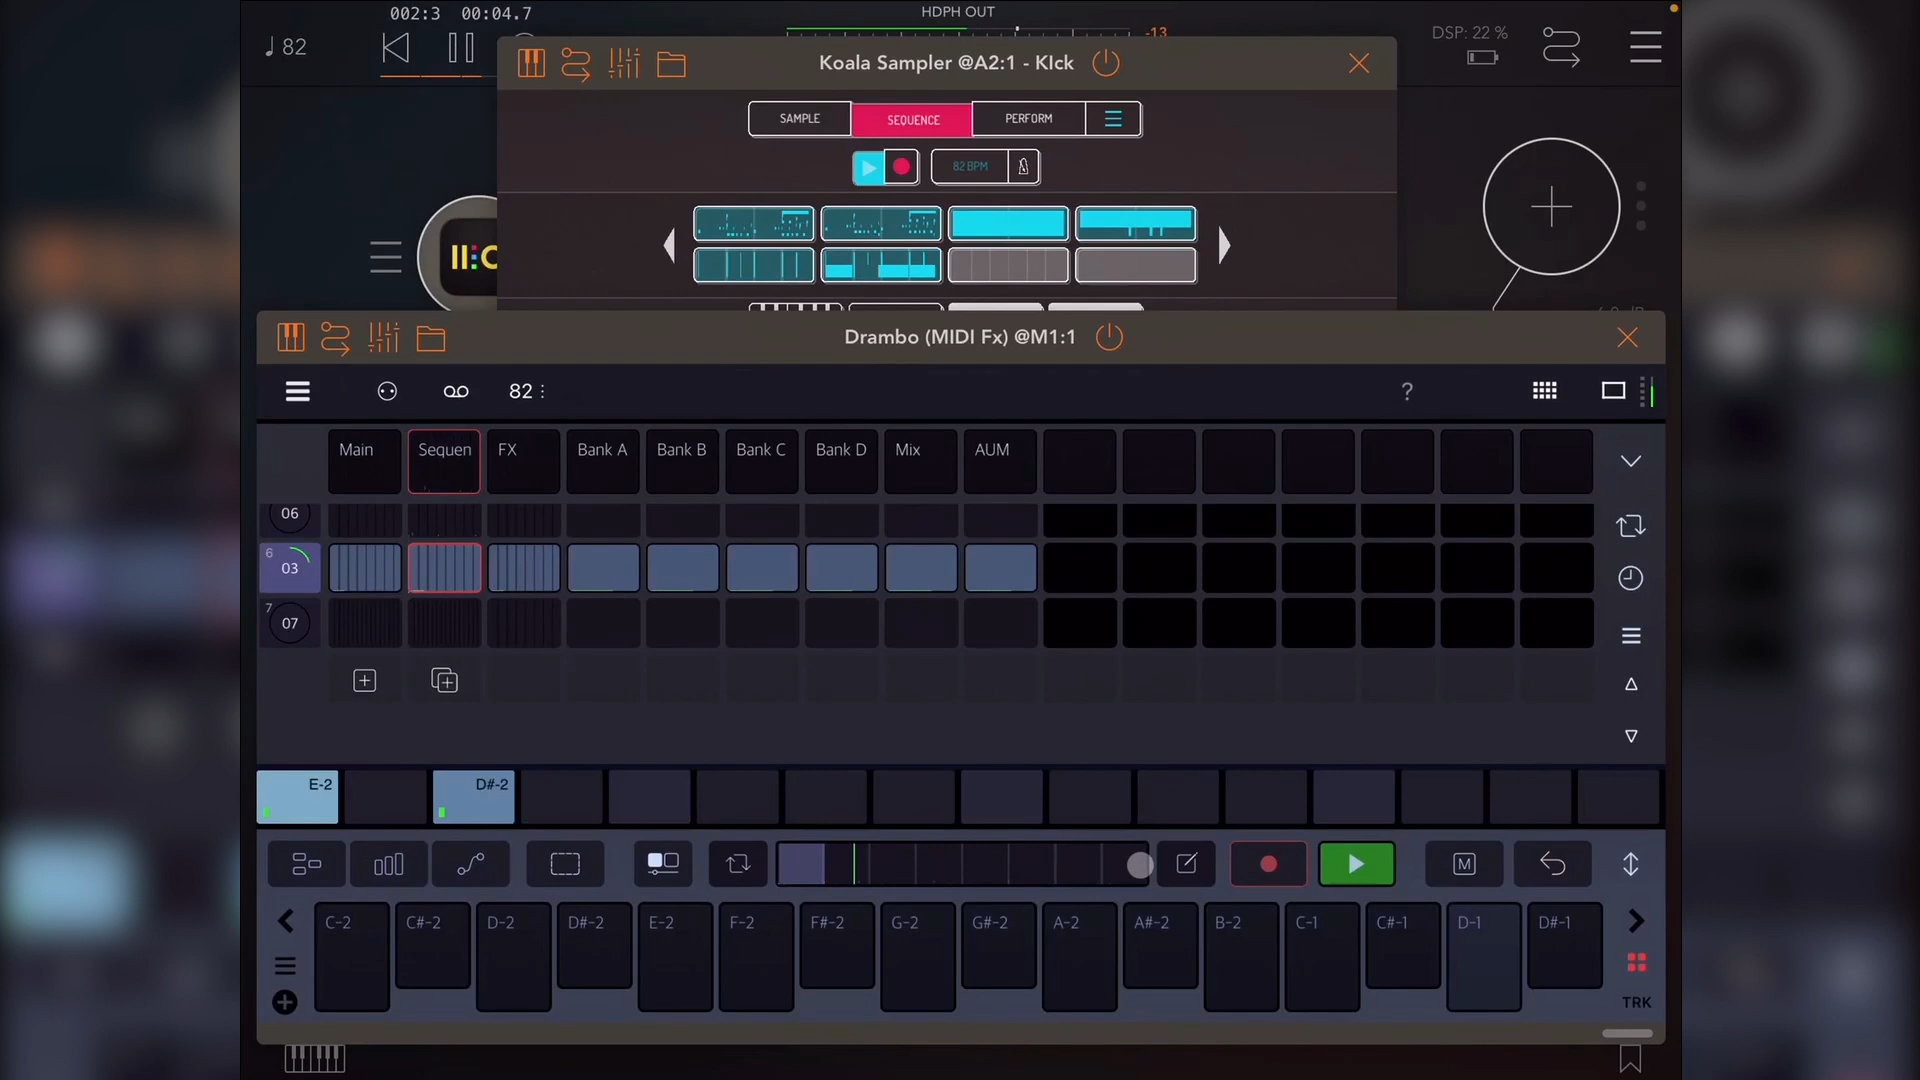 002:3 00:04.7
HDPH OUT
♩ 82
-13
DSP: 22 %
Koala Sampler @A2:1 - KIck
SAMPLE SEQUENCE PERFORM
82 BPM
Drambo (MIDI Fx) @M1:1
82 ?
Main Sequen FX Bank A Bank B Bank C Bank D Mix AUM
06
6 03
7 07
E-2 D#-2
M
C-2 C#-2 D-2 D#-2 E-2 F-2 F#-2 G-2 G#-2 A-2 A#-2 B-2 C-1 C#-1 D-1 D#-1
TRK